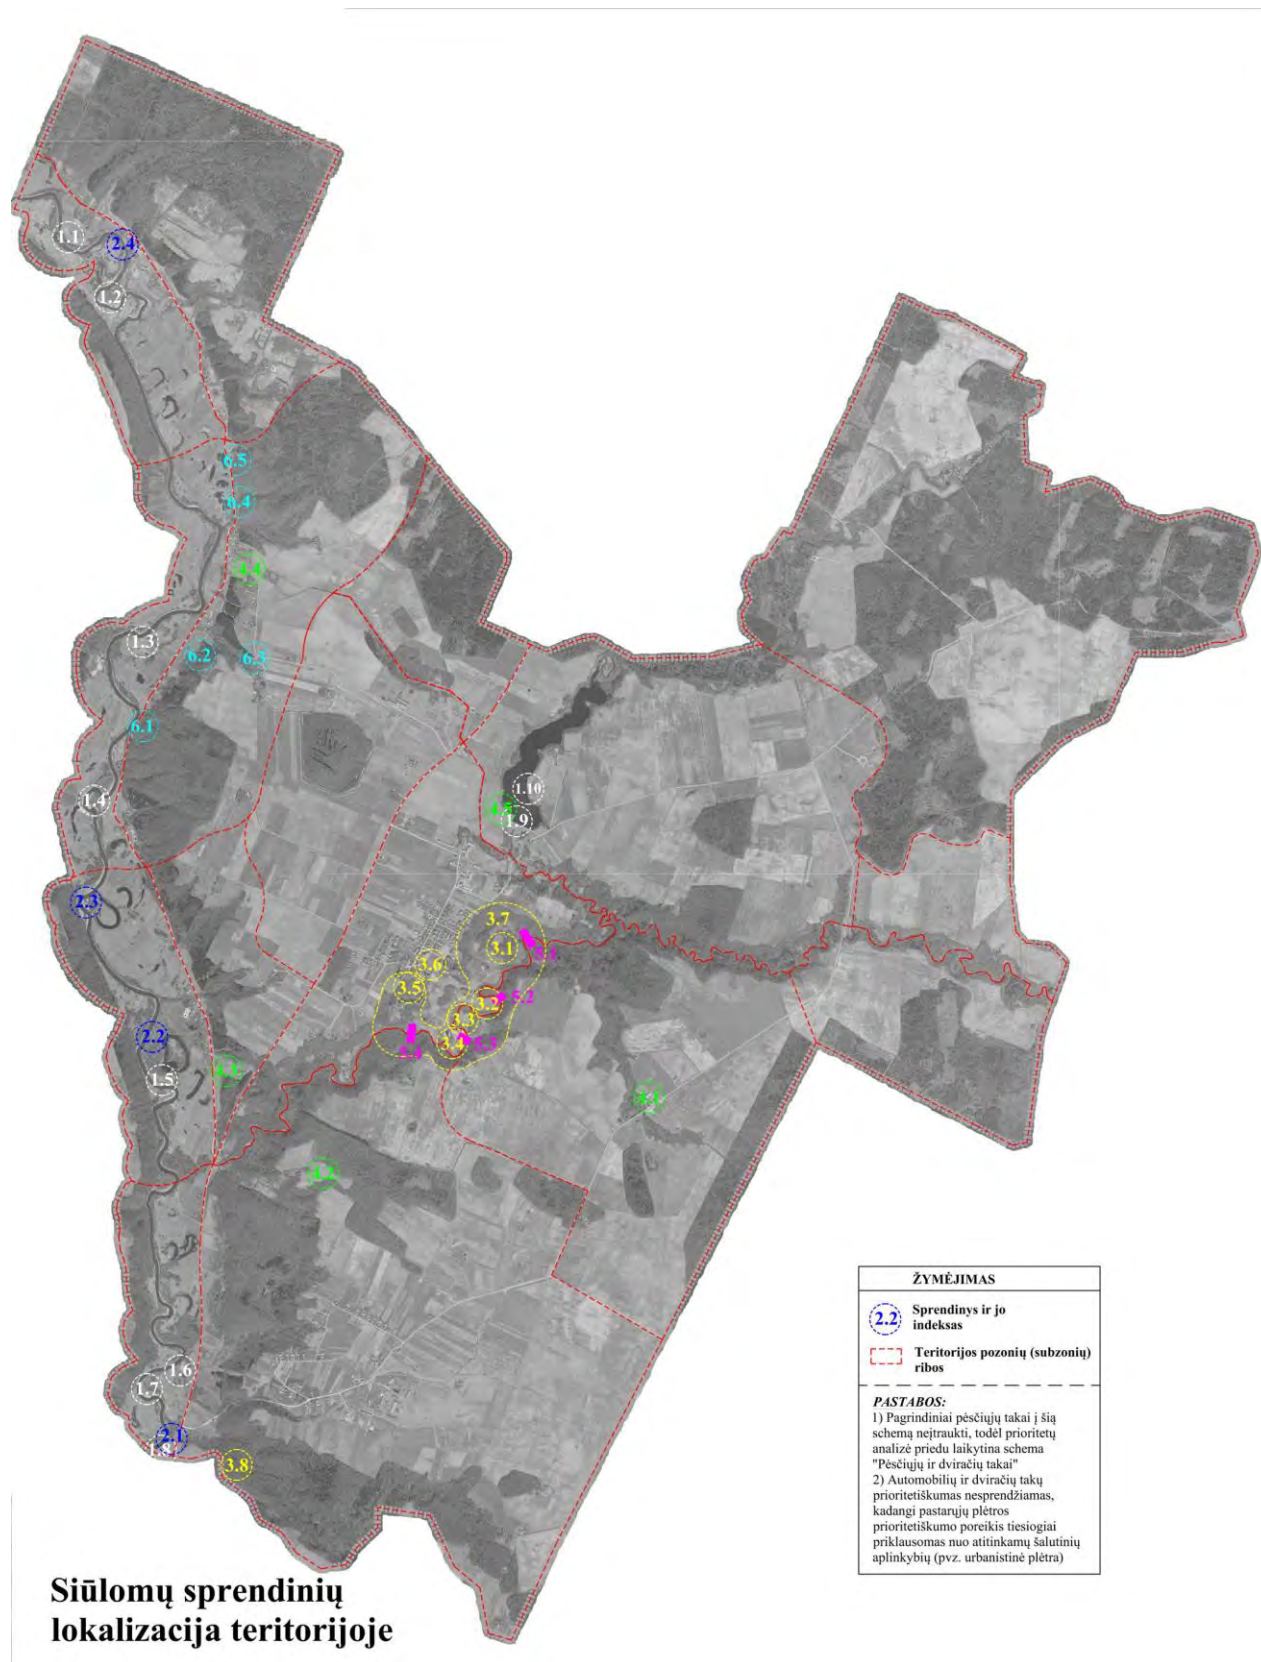 1.1
2.4
1.2
6.5
6.4
4.4
1.3
6.2
6.3
6.1
1.10
1.4
4.5
1.9
2.3
3.7
3.1
5.1
3.6
3.5
3.2
5.2
3.3
2.2
5.4
3.4
5.3
1.5
4.3
4.1
4.2
1.6
1.7
2.1
1.8
3.8
ŽYMĖJIMAS
2.2
Sprendinys ir jo
indeksas
Teritorijos pozonių (subzonių)
ribos
PASTABOS:
1) Pagrindiniai pėsčiųjų takai į šią
schemą neįtraukti, todėl prioritetų
analizė priedu laikytina schema
"Pėsčiųjų ir dviračių takai"
2) Automobilių ir dviračių takų
prioritetiškumas nesprendžiamas,
kadangi pastarųjų plėtros
prioritetiškumo poreikis tiesiogiai
priklausomas nuo atitinkamų šalutinių
aplinkybių (pvz. urbanistinė plėtra)
Siūlomų sprendinių
lokalizacija teritorijoje